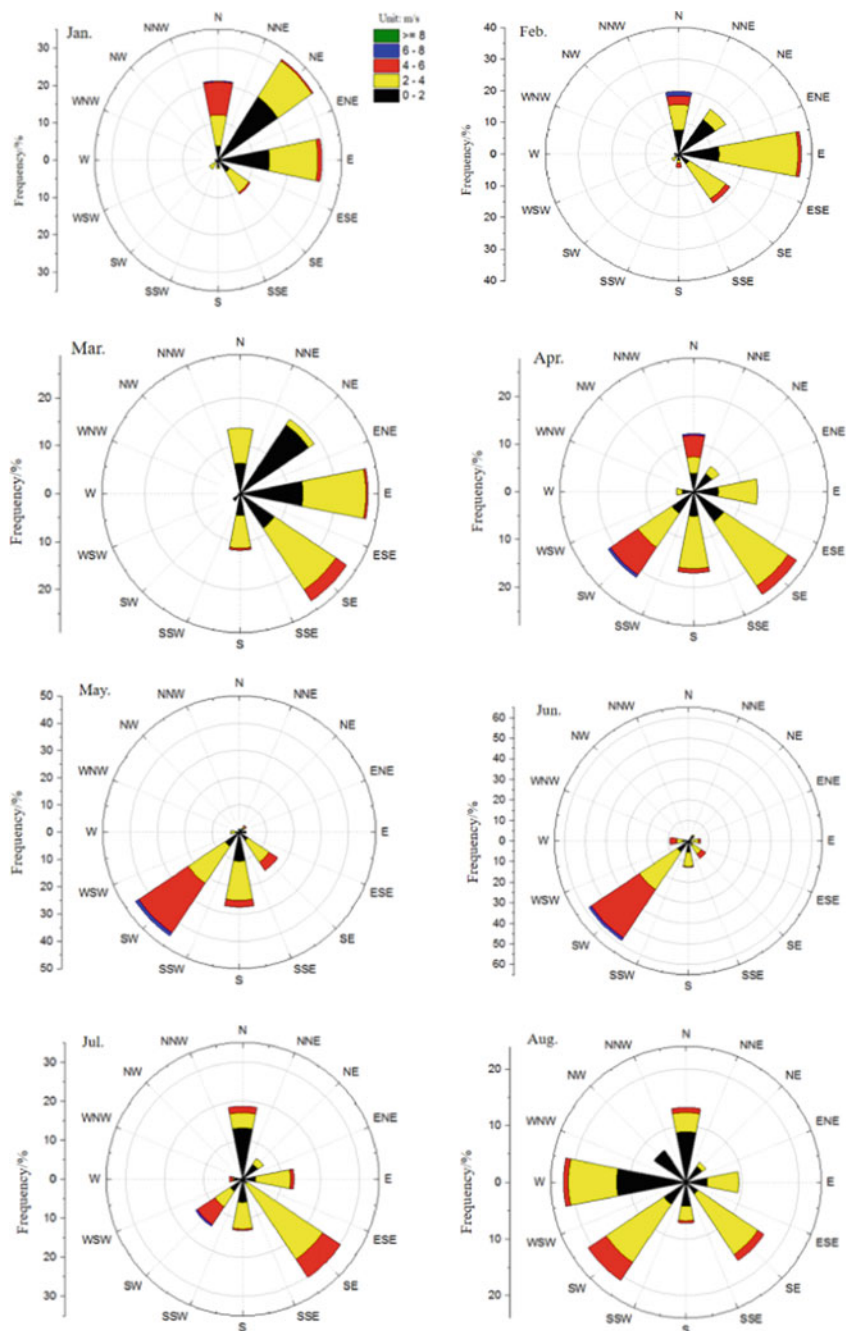 Jan.
Unit: m/s
>= 8
6 - 8
4 - 6
2 - 4
0 - 2
Frequency/%
30
20
10
0
10
20
30
N
NNE
NE
ENE
E
ESE
SE
SSE
S
SSW
SW
WSW
W
WNW
NW
NNW
Feb.
Frequency/%
40
30
20
10
0
10
20
30
40
N
NNE
NE
ENE
E
ESE
SE
SSE
S
SSW
SW
WSW
W
WNW
NW
NNW
Mar.
Frequency/%
20
10
0
10
20
N
NNE
NE
ENE
E
ESE
SE
SSE
S
SSW
SW
WSW
W
WNW
NW
NNW
Apr.
Frequency/%
20
10
0
10
20
N
NNE
NE
ENE
E
ESE
SE
SSE
S
SSW
SW
WSW
W
WNW
NW
NNW
May.
Frequency/%
50
40
30
20
10
0
10
20
30
40
50
N
NNE
NE
ENE
E
ESE
SE
SSE
S
SSW
SW
WSW
W
WNW
NW
NNW
Jun.
Frequency/%
60
50
40
30
20
10
0
10
20
30
40
50
60
N
NNE
NE
ENE
E
ESE
SE
SSE
S
SSW
SW
WSW
W
WNW
NW
NNW
Jul.
Frequency/%
30
20
10
0
10
20
30
N
NNE
NE
ENE
E
ESE
SE
SSE
S
SSW
SW
WSW
W
WNW
NW
NNW
Aug.
Frequency/%
20
10
0
10
20
N
NNE
NE
ENE
E
ESE
SE
SSE
S
SSW
SW
WSW
W
WNW
NW
NNW